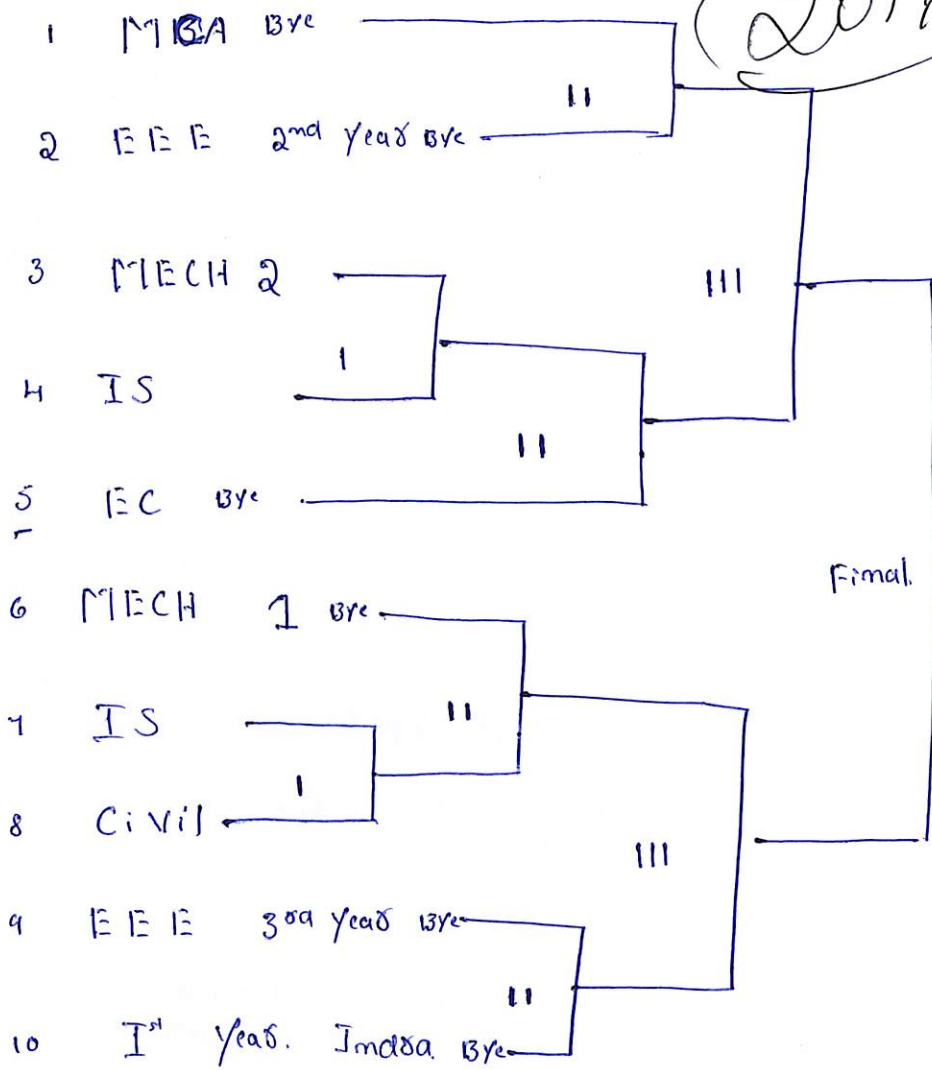 (201
1 MBA Bye
II
2 EEE 2nd Year Bye
3 MECH 2
III
I
4 IS
II
5 EC Bye
Final.
6 MECH 1 Bye
II
7 IS
I
8 Civil
III
9 EEE 3rd Year Bye
II
10 Ist Year. Indra. Bye